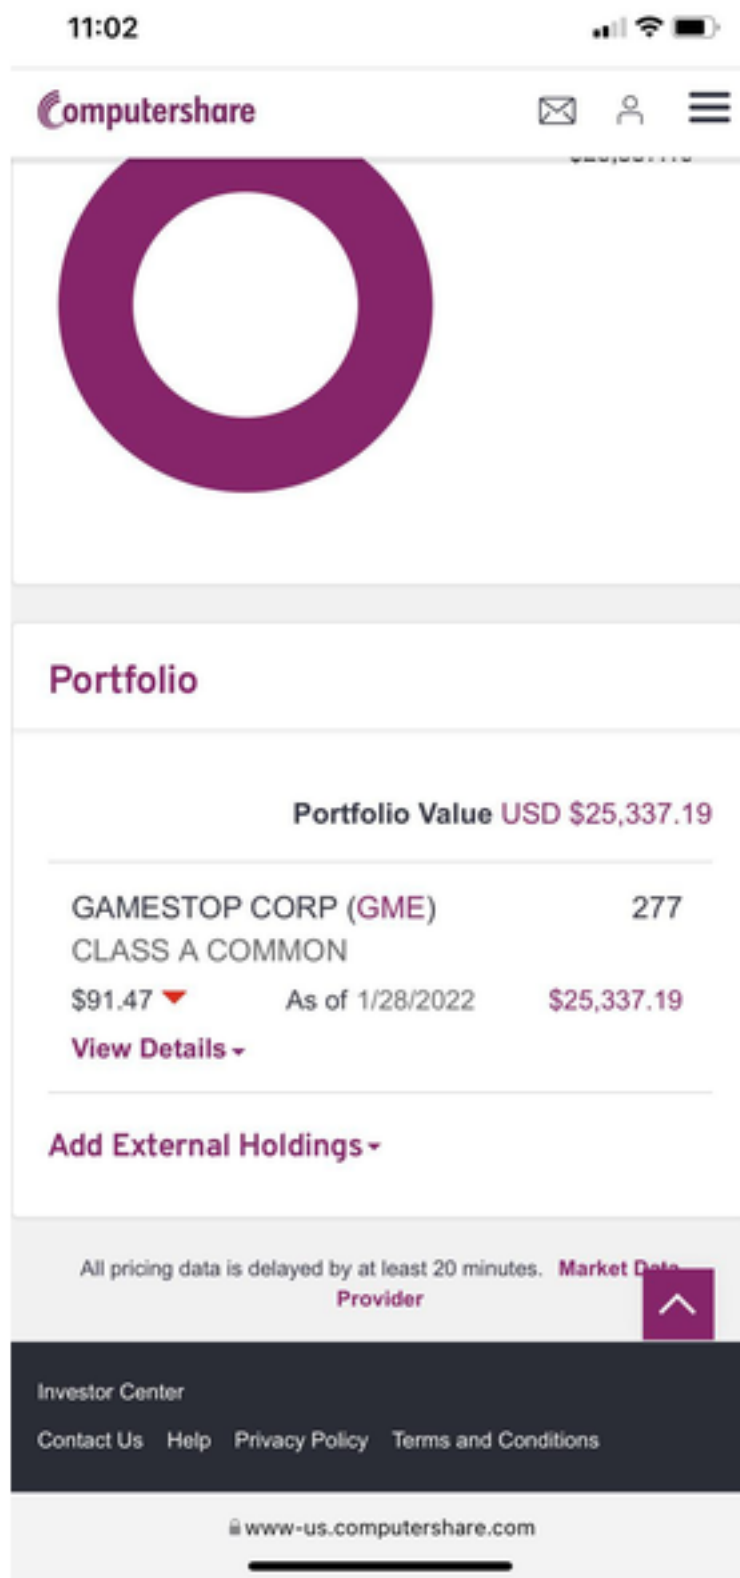 11:02
Computershare
Portfolio
Portfolio Value USD $25,337.19
GAMESTOP CORP (GME) 277
CLASS A COMMON
$91.47 As of 1/28/2022 $25,337.19
View Details
Add External Holdings
All pricing data is delayed by at least 20 minutes. Market Data
Provider
Investor Center
Contact Us Help Privacy Policy Terms and Conditions
www-us.computershare.com